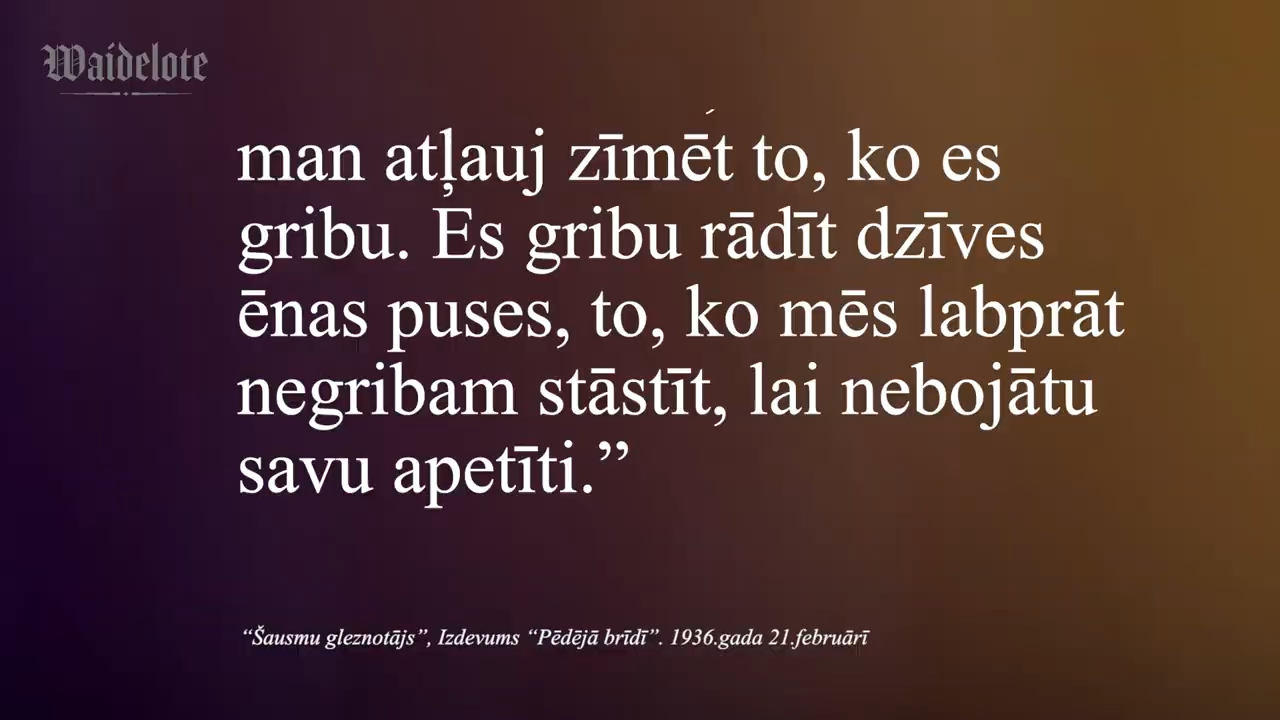 Waidelote
man atļauj zīmēt to, ko es
gribu. Es gribu rādīt dzīves
ēnas puses, to, ko mēs labprāt
negribam stāstīt, lai nebojātu
savu apetīti.”
“Šausmu gleznotājs”, Izdevums “Pēdējā brīdī”. 1936.gada 21.februārī